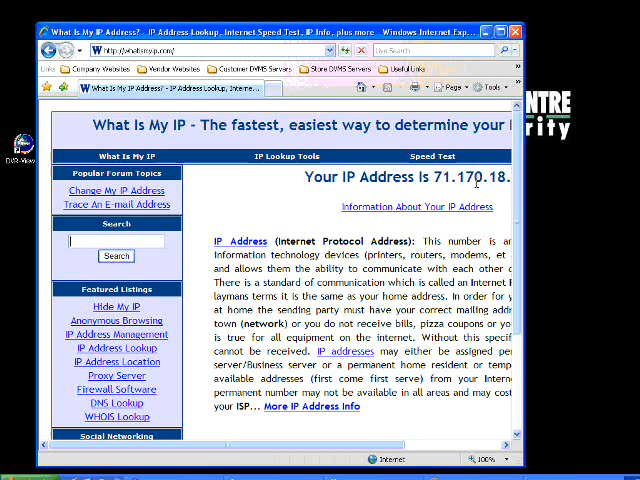 What Is My IP Address? - IP Address Lookup, Internet Speed Test, IP Info, plus more - Windows Internet Exp...
http://whatismyip.com/
Live Search
Links
Company Websites
Vendor Websites
Customer DVMS Servers
Store DVMS Servers
Useful Links
What Is My IP Address? - IP Address Lookup, Interne...
Page
Tools
What Is My IP - The fastest, easiest way to determine your
What Is My IP
IP Lookup Tools
Speed Test
Popular Forum Topics
Change My IP Address
Trace An E-mail Address
Search
Search
Featured Listings
Hide My IP
Anonymous Browsing
IP Address Management
IP Address Lookup
IP Address Location
Proxy Server
Firewall Software
DNS Lookup
WHOIS Lookup
Social Networking
Your IP Address Is 71.170.18.
Information About Your IP Address
IP Address (Internet Protocol Address): This number is an
information technology devices (printers, routers, modems, et
and allows them the ability to communicate with each other
There is a standard of communication which is called an Internet
laymans terms it is the same as your home address. In order for
at home the sending party must have your correct mailing addr
town (network) or you do not receive bills, pizza coupons or yo
is true for all equipment on the internet. Without this specif
cannot be received. IP addresses may either be assigned per
server/Business server or a permanent home resident or temp
available addresses (first come first serve) from your Intern
permanent number may not be available in all areas and may cost
your ISP... More IP Address Info
Internet
100%
DVR-View
NTRE
rity